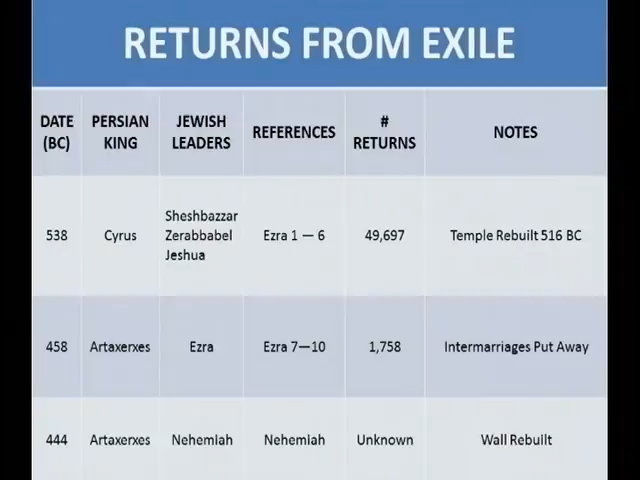 RETURNS FROM EXILE
DATE PERSIAN JEWISH REFERENCES # NOTES
(BC) KING LEADERS RETURNS
538 Cyrus Sheshbazzar Zerabbabel Jeshua Ezra 1 — 6 49,697 Temple Rebuilt 516 BC
458 Artaxerxes Ezra Ezra 7—10 1,758 Intermarriages Put Away
444 Artaxerxes Nehemiah Nehemiah Unknown Wall Rebuilt